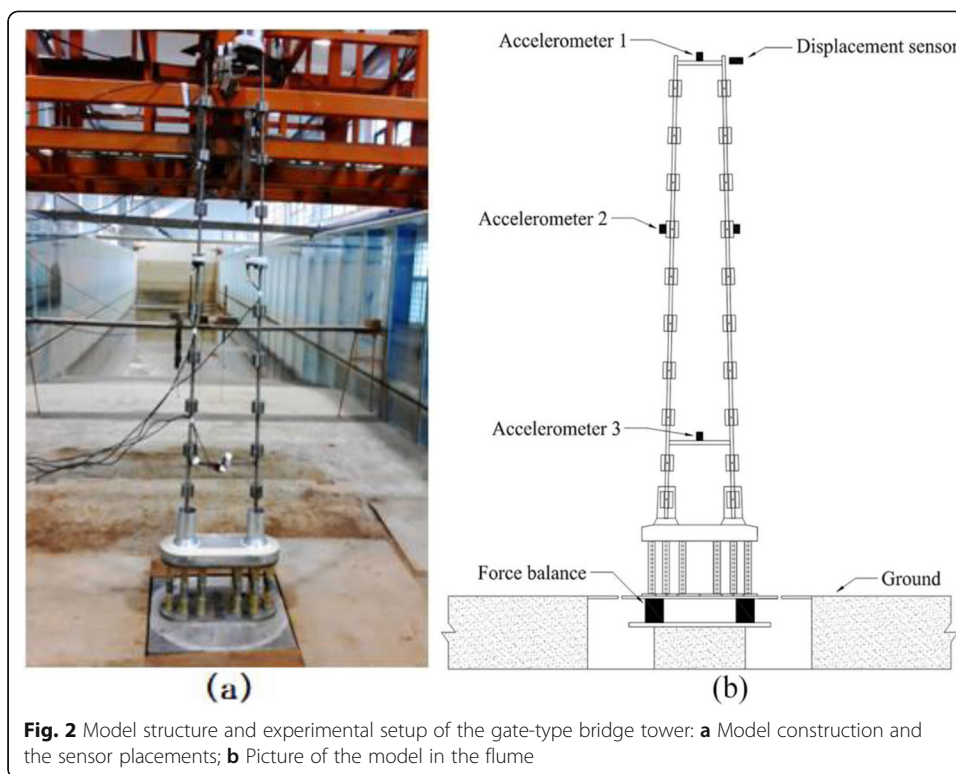 Accelerometer 1
Displacement sensor
Accelerometer 2
Accelerometer 3
Force balance
Ground
(a)
(b)
Fig. 2 Model structure and experimental setup of the gate-type bridge tower: a Model construction and
the sensor placements; b Picture of the model in the flume